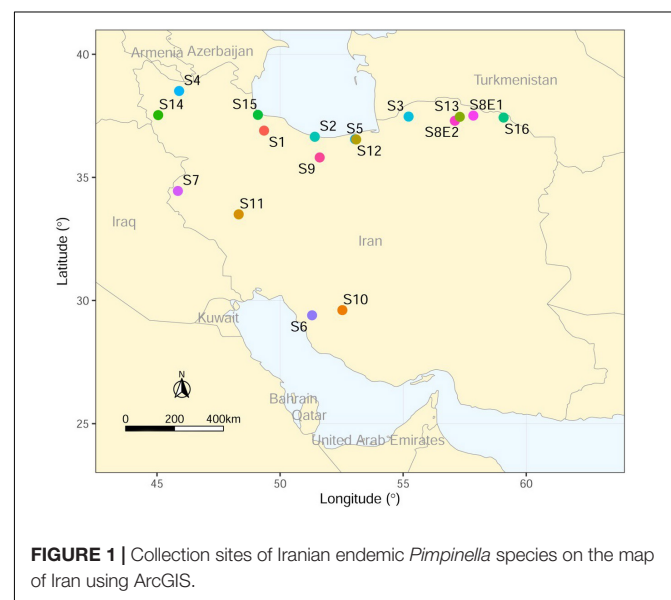 40
35
30
25
Latitude (°)
Armenia Azerbaijan
Turkmenistan
S4
S14
S15
S1
S2
S5
S12
S9
S3
S13
S8E1
S8E2
S16
S7
S11
Iraq
Iran
S10
S6
Kuwait
N
Bahrain
Qatar
0 200 400km
United Arab Emirates
45 50 55 60
Longitude (°)
FIGURE 1 | Collection sites of Iranian endemic Pimpinella species on the map
of Iran using ArcGIS.